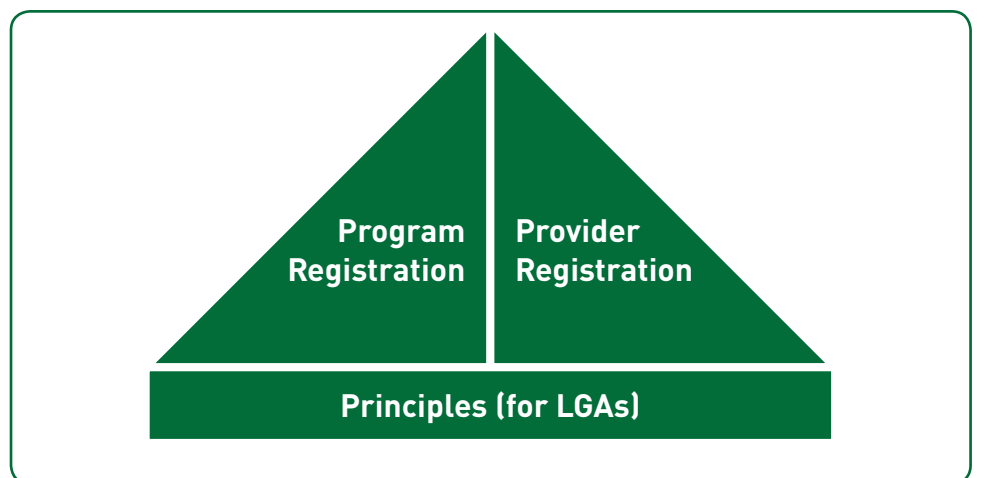 Program
Registration
Provider
Registration
Principles (for LGAs)